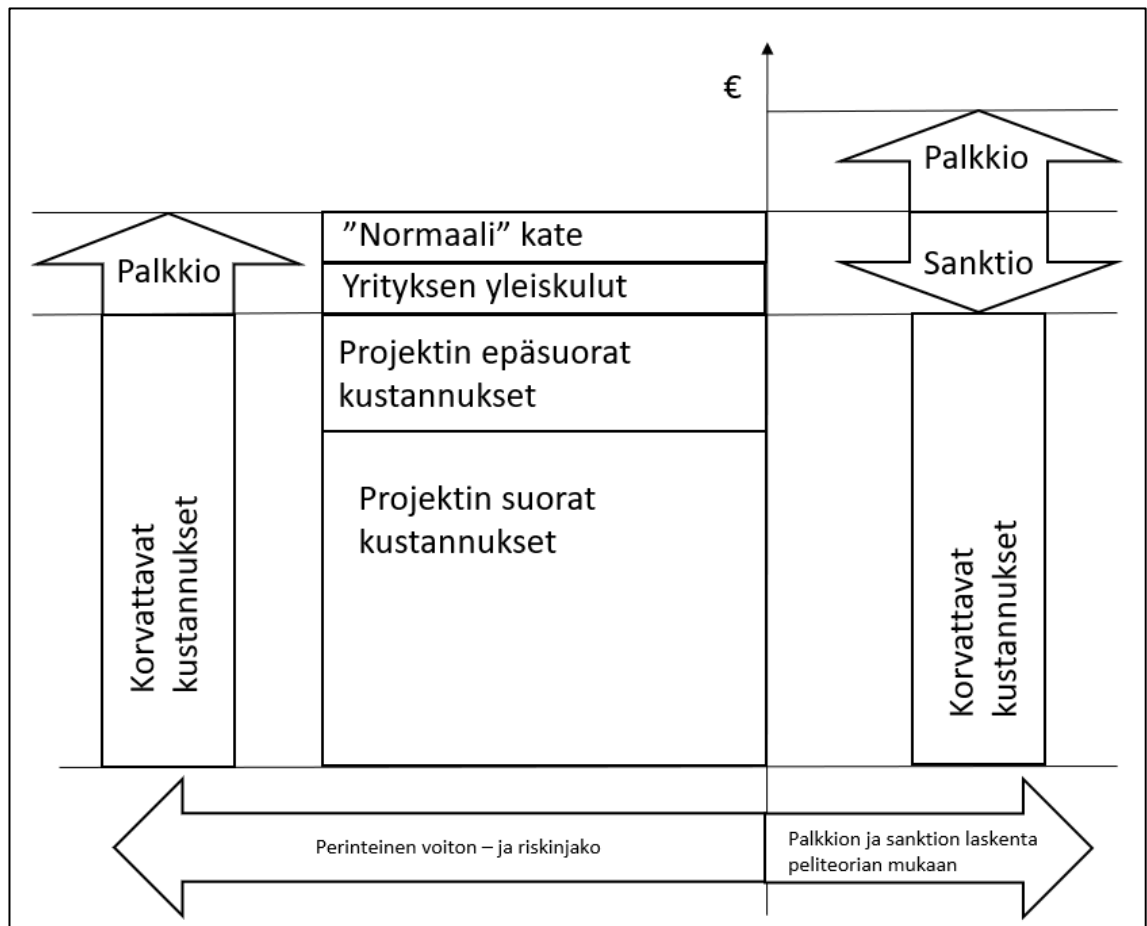 €
Palkkio
”Normaali” kate
Palkkio
Yrityksen yleiskulut
Sanktio
Projektin epäsuorat
kustannukset
Projektin suorat
kustannukset
Korvattavat
kustannukset
Korvattavat
kustannukset
Perinteinen voiton – ja riskinjako
Palkkion ja sanktion laskenta
peliteorian mukaan